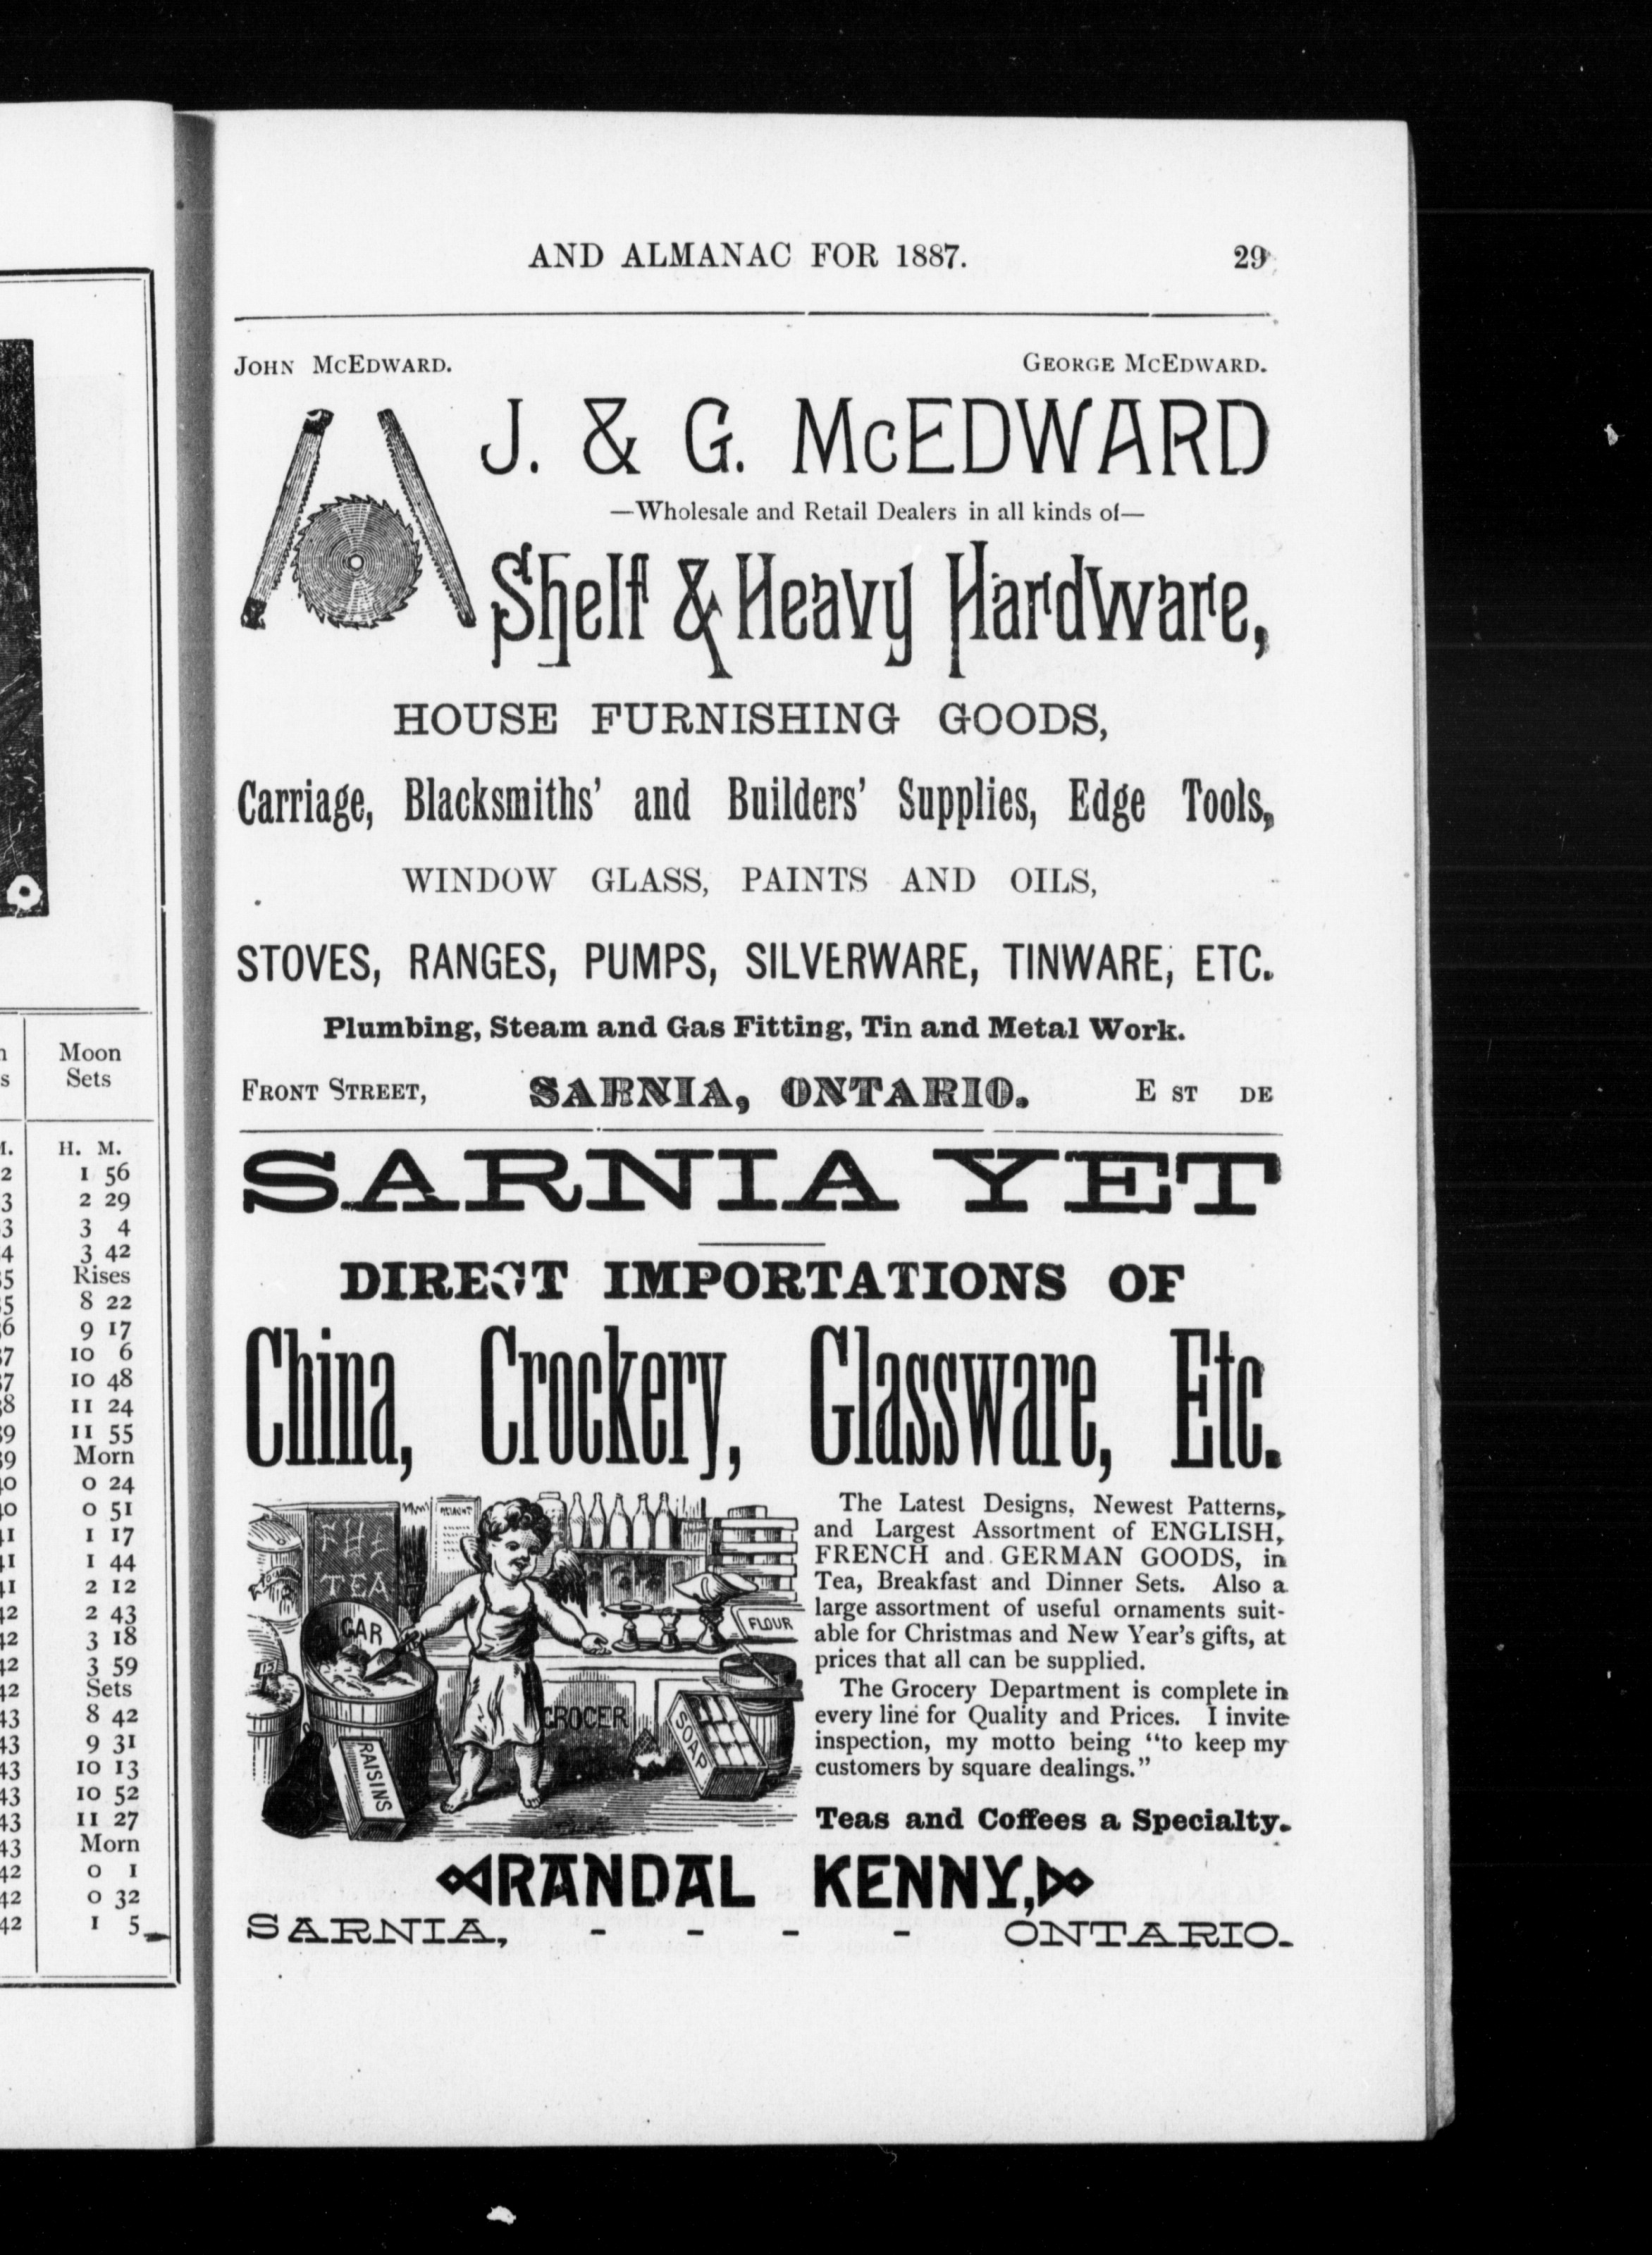 Moon
Sets
H. M.
1 56
2 29
3 4
3 42
Rises
8 22
9 17
10 6
10 48
11 24
11 55
Morn
0 24
0 51
1 17
1 44
2 12
2 43
3 18
3 59
Sets
8 42
9 31
10 13
10 52
11 27
Morn
0 1
0 32
1 5
AND ALMANAC FOR 1887. 29
JOHN MCEDWARD. GEORGE MCEDWARD.
J. & G. McEDWARD
—Wholesale and Retail Dealers in all kinds of—
Shelf & Heavy Hardware,
HOUSE FURNISHING GOODS,
Carriage, Blacksmiths' and Builders' Supplies, Edge Tools,
WINDOW GLASS, PAINTS AND OILS,
STOVES, RANGES, PUMPS, SILVERWARE, TINWARE, ETC.
Plumbing, Steam and Gas Fitting, Tin and Metal Work.
FRONT STREET, SARNIA, ONTARIO. E ST DE
SARNIA YET
DIRECT IMPORTATIONS OF
China, Crockery, Glassware, Etc.
THE
TEA
GAR
FLOUR
GROCER
SOAP
RAISINS
The Latest Designs, Newest Patterns,
and Largest Assortment of ENGLISH,
FRENCH and GERMAN GOODS, in
Tea, Breakfast and Dinner Sets. Also a
large assortment of useful ornaments suit-
able for Christmas and New Year's gifts, at
prices that all can be supplied.
The Grocery Department is complete in
every line for Quality and Prices. I invite
inspection, my motto being "to keep my
customers by square dealings."
Teas and Coffees a Specialty.
RANDAL KENNY,
SARNIA, - - - - ONTARIO.